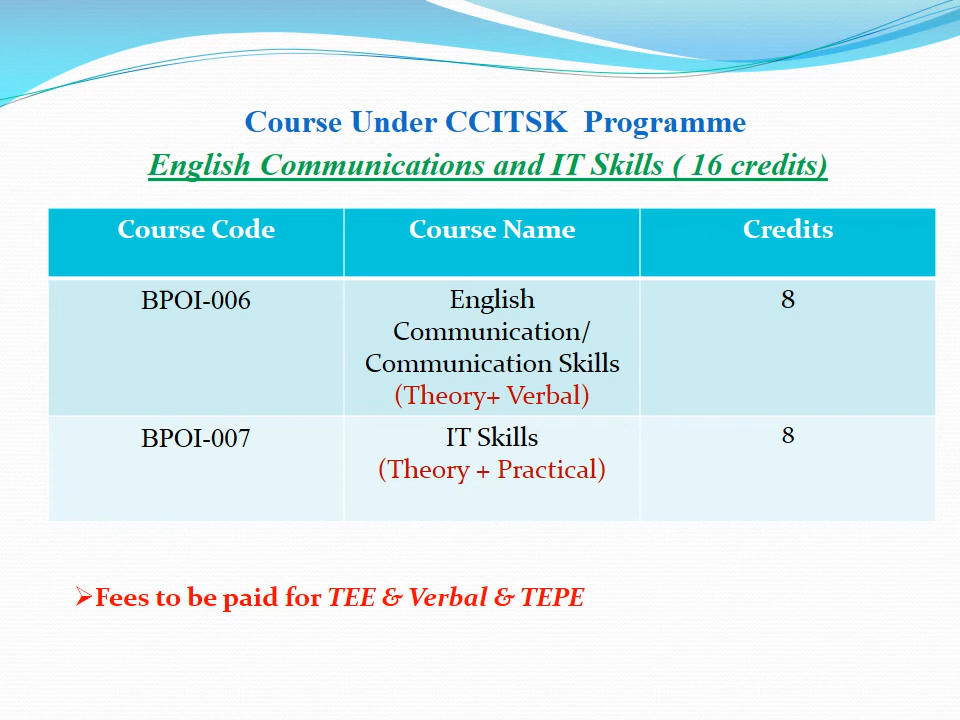 Course Under CCITSK Programme
English Communications and IT Skills ( 16 credits)
Course Code Course Name Credits
BPOI-006 English 8
Communication/
Communication Skills
(Theory+ Verbal)
BPOI-007 IT Skills 8
(Theory + Practical)
➢Fees to be paid for TEE & Verbal & TEPE